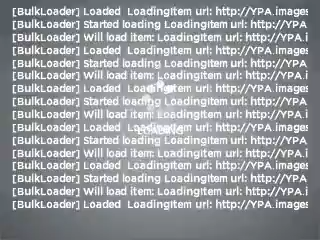 [BulkLoader] Loaded  LoadingItem url: http://YPA.images
[BulkLoader] Started loading LoadingItem url: http://YPA
[BulkLoader] Will load item: LoadingItem url: http://YPA.i
[BulkLoader] Loaded  LoadingItem url: http://YPA.images
[BulkLoader] Started loading LoadingItem url: http://YPA
[BulkLoader] Will load item: LoadingItem url: http://YPA.i
[BulkLoader] Loaded  LoadingItem url: http://YPA.images
[BulkLoader] Started loading LoadingItem url: http://YPA
[BulkLoader] Will load item: LoadingItem url: http://YPA.i
[BulkLoader] Loaded  LoadingItem url: http://YPA.images
LOADING
[BulkLoader] Started loading LoadingItem url: http://YPA
[BulkLoader] Will load item: LoadingItem url: http://YPA.i
[BulkLoader] Loaded  LoadingItem url: http://YPA.images
[BulkLoader] Started loading LoadingItem url: http://YPA
[BulkLoader] Will load item: LoadingItem url: http://YPA.i
[BulkLoader] Loaded  LoadingItem url: http://YPA.images